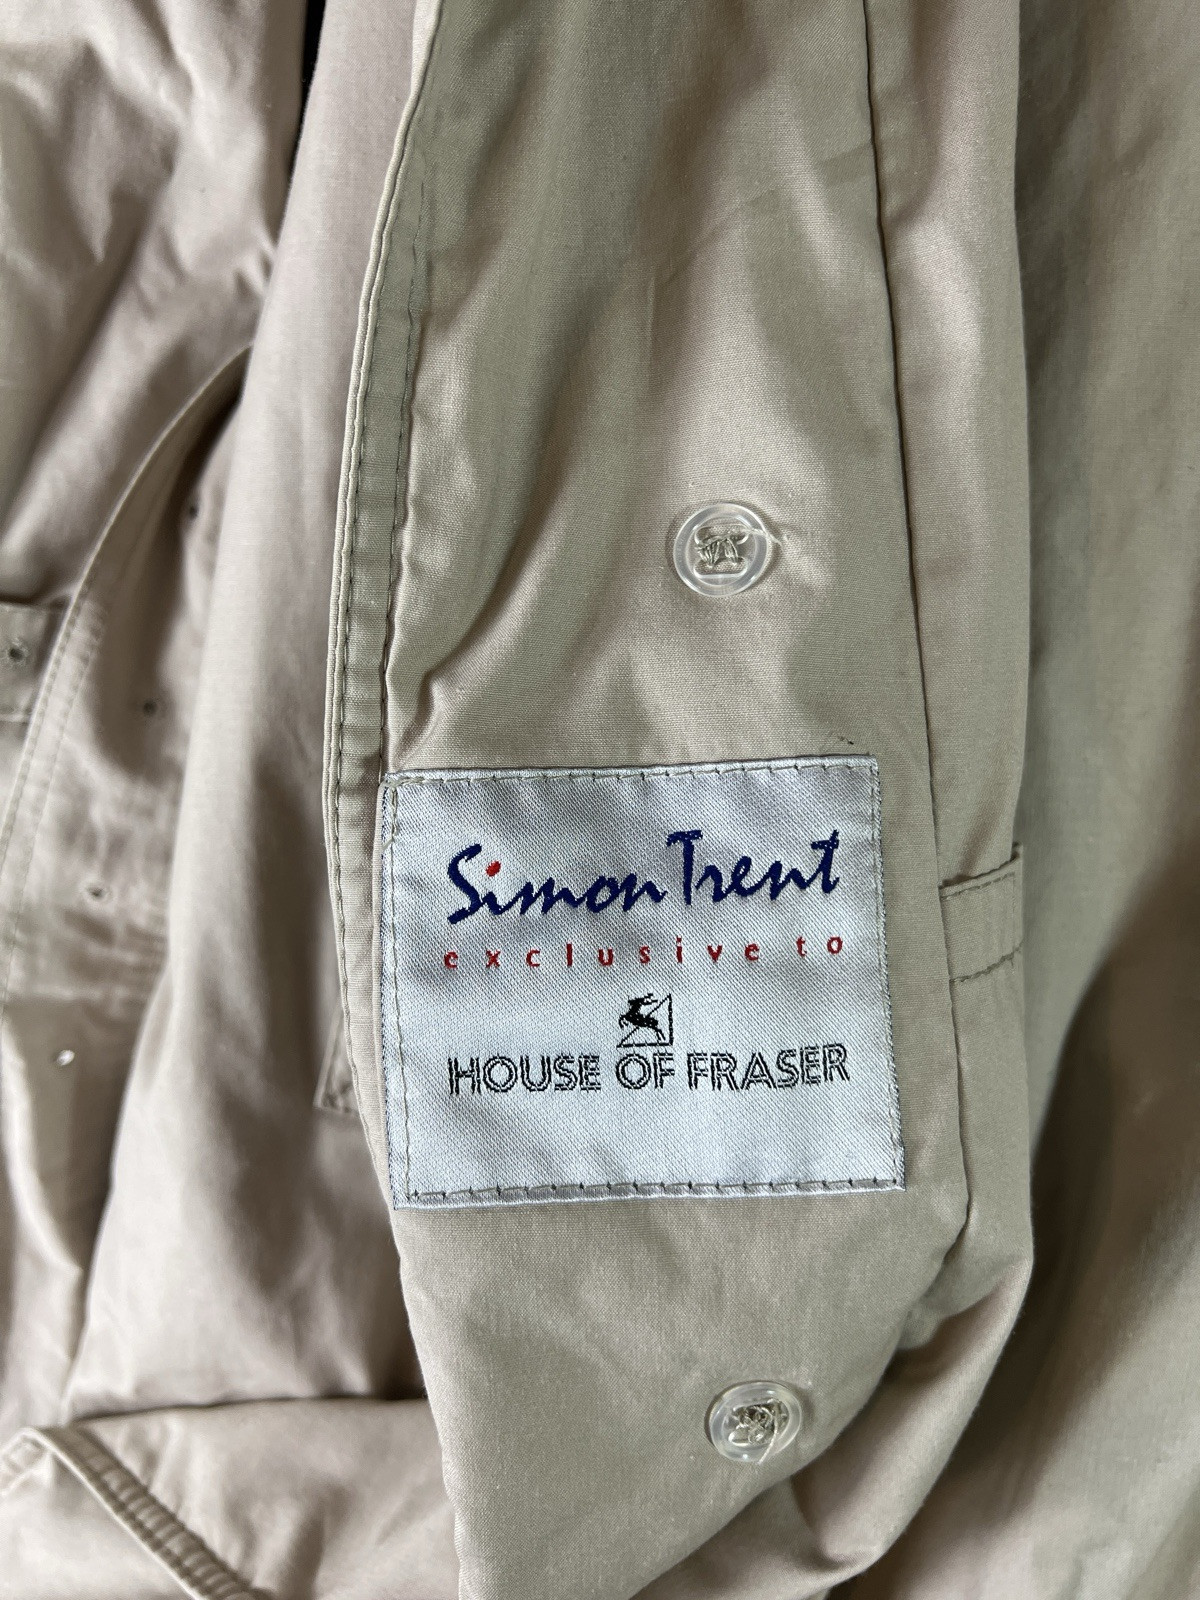 Simon Trent
exclusive to
HOUSE OF FRASER